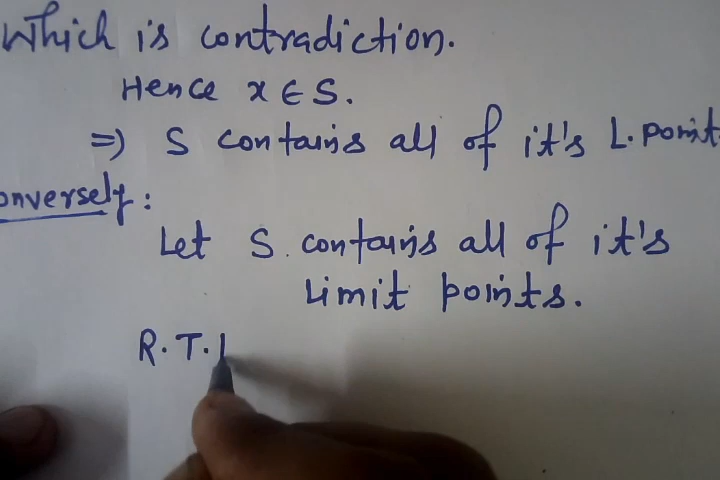 Which is contradiction.
Hence x ∈ S.
⇒ S contains all of it's L. point
onversely:
Let S. contains all of it's
Limit points.
R.T.